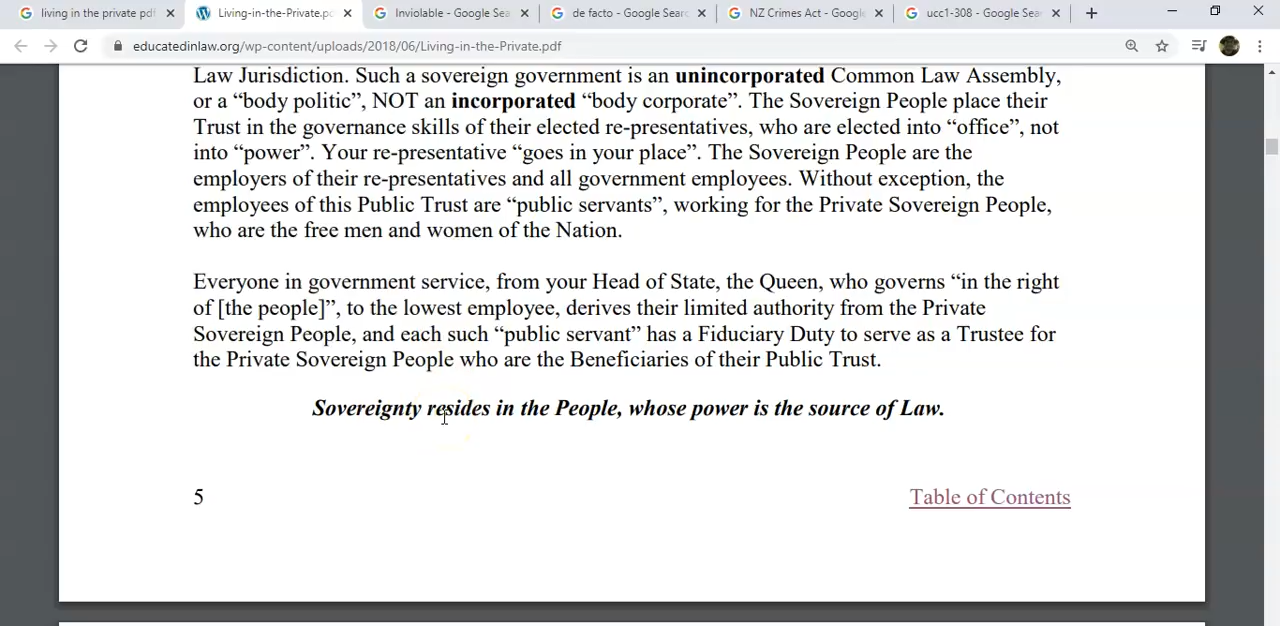 living in the private pdf
Living-in-the-Private.pc
Inviolable - Google Sea
de facto - Google Searc
NZ Crimes Act - Google
ucc1-308 - Google Sear
educatedinlaw.org/wp-content/uploads/2018/06/Living-in-the-Private.pdf
Law Jurisdiction. Such a sovereign government is an unincorporated Common Law Assembly,
or a “body politic”, NOT an incorporated “body corporate”. The Sovereign People place their
Trust in the governance skills of their elected re-presentatives, who are elected into “office”, not
into “power”. Your re-presentative “goes in your place”. The Sovereign People are the
employers of their re-presentatives and all government employees. Without exception, the
employees of this Public Trust are “public servants”, working for the Private Sovereign People,
who are the free men and women of the Nation.
Everyone in government service, from your Head of State, the Queen, who governs “in the right
of [the people]”, to the lowest employee, derives their limited authority from the Private
Sovereign People, and each such “public servant” has a Fiduciary Duty to serve as a Trustee for
the Private Sovereign People who are the Beneficiaries of their Public Trust.
Sovereignty resides in the People, whose power is the source of Law.
5
Table of Contents